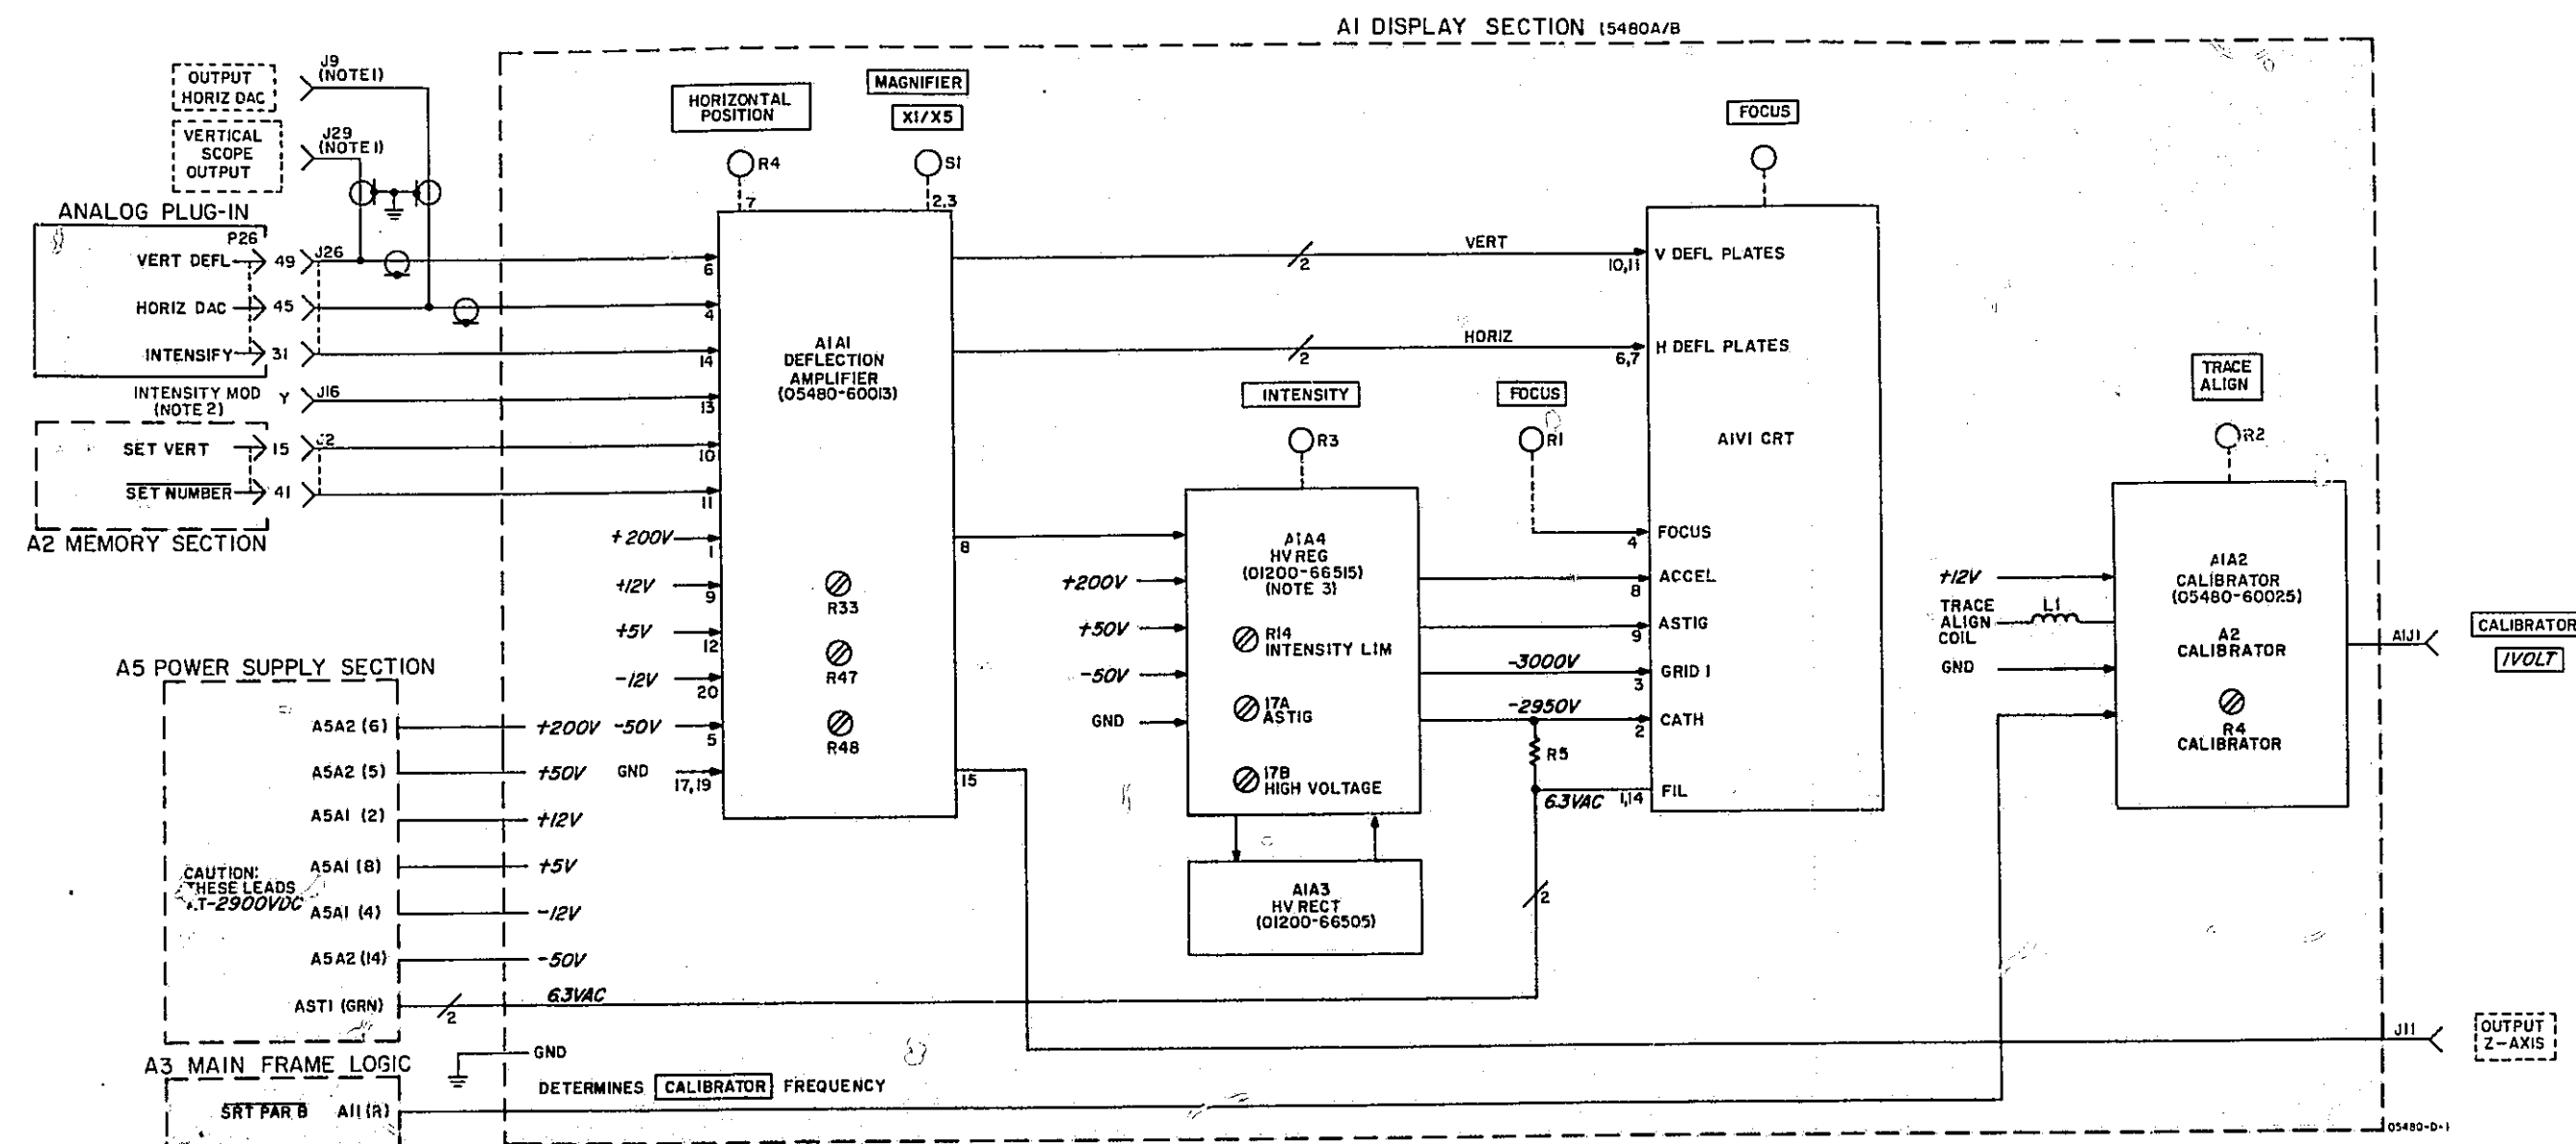 A1 DISPLAY SECTION 15480A/B
OUTPUT
HORIZ DAC
J9
(NOTE 1)
VERTICAL
SCOPE
OUTPUT
J29
(NOTE 1)
HORIZONTAL
POSITION
R4
7
MAGNIFIER
X1/X5
S1
2,3
FOCUS
ANALOG PLUG-IN
P26
VERT DEFL 49 J26
HORIZ DAC 45
INTENSIFY 31
INTENSITY MOD Y J16
(NOTE 2)
SET VERT 15 J2
SET NUMBER 41
A2 MEMORY SECTION
6
4
14
13
10
11
+200V 1
+12V 9
+5V 12
-12V 20
-50V 5
GND 17,19
A1A1
DEFLECTION
AMPLIFIER
(05480-60013)
R33
R47
R48
8
15
2
VERT
10,11
V DEFL PLATES
2
HORIZ
6,7
H DEFL PLATES
A1V1 CRT
INTENSITY
R3
FOCUS
R1
A1A4
HV REG
(01200-66515)
(NOTE 3)
R14
INTENSITY LIM
17A
ASTIG
17B
HIGH VOLTAGE
+200V
+50V
-50V
GND
4 FOCUS
8 ACCEL
9 ASTIG
-3000V 3 GRID 1
-2950V 2 CATH
R5
6.3VAC 1,14 FIL
2
A1A3
HV RECT
(01200-66505)
TRACE
ALIGN
R2
A1A2
CALIBRATOR
(05480-60025)
A2
CALIBRATOR
R4
CALIBRATOR
+12V
TRACE
ALIGN
COIL
L1
GND
A1J1
CALIBRATOR
1VOLT
A5 POWER SUPPLY SECTION
A5A2 (6) +200V
A5A2 (5) +50V
A5A1 (2) +12V
A5A1 (8) +5V
A5A1 (4) -12V
A5A2 (14) -50V
CAUTION:
THESE LEADS
AT-2900VDC
A5T1 (GRN) 2 6.3VAC
GND
J11
OUTPUT
Z-AXIS
A3 MAIN FRAME LOGIC
DETERMINES CALIBRATOR FREQUENCY
SRT PAR B A11(R)
05480-D-1